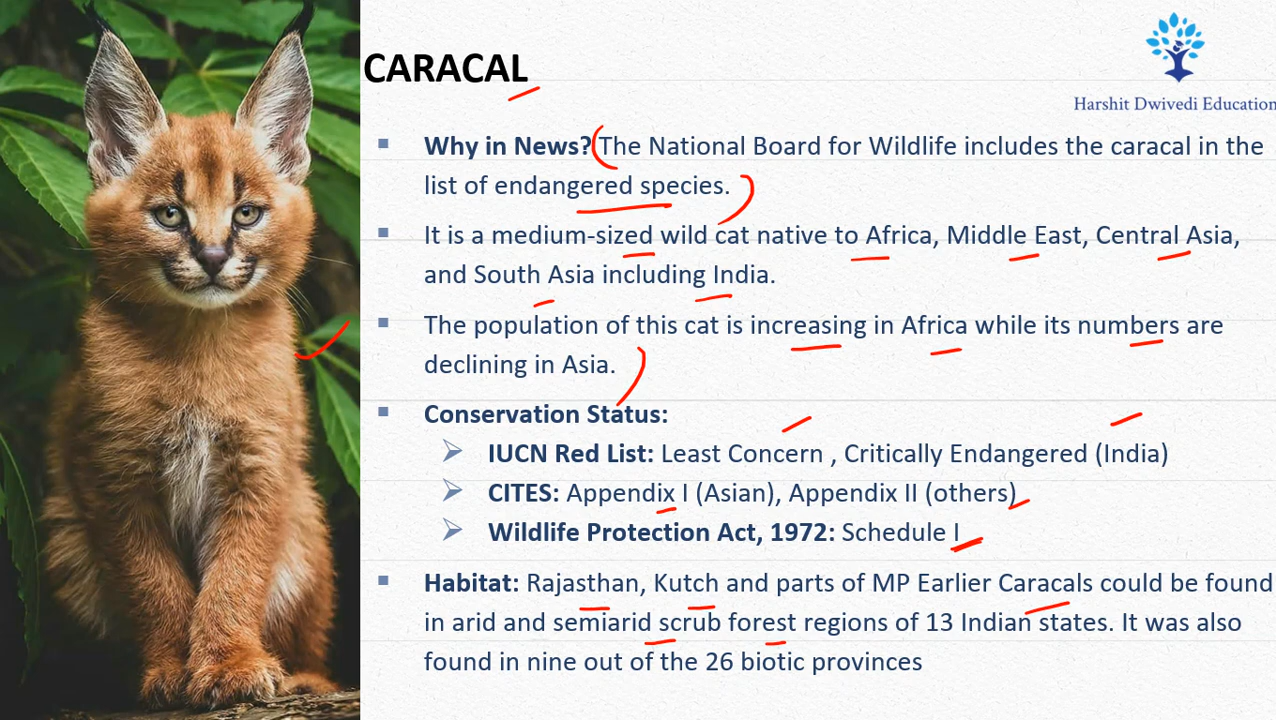 CARACAL
Harshit Dwivedi Education
▪ Why in News? The National Board for Wildlife includes the caracal in the
list of endangered species.
▪ It is a medium-sized wild cat native to Africa, Middle East, Central Asia,
and South Asia including India.
▪ The population of this cat is increasing in Africa while its numbers are
declining in Asia.
▪ Conservation Status:
➢ IUCN Red List: Least Concern , Critically Endangered (India)
➢ CITES: Appendix I (Asian), Appendix II (others)
➢ Wildlife Protection Act, 1972: Schedule I
▪ Habitat: Rajasthan, Kutch and parts of MP Earlier Caracals could be found
in arid and semiarid scrub forest regions of 13 Indian states. It was also
found in nine out of the 26 biotic provinces